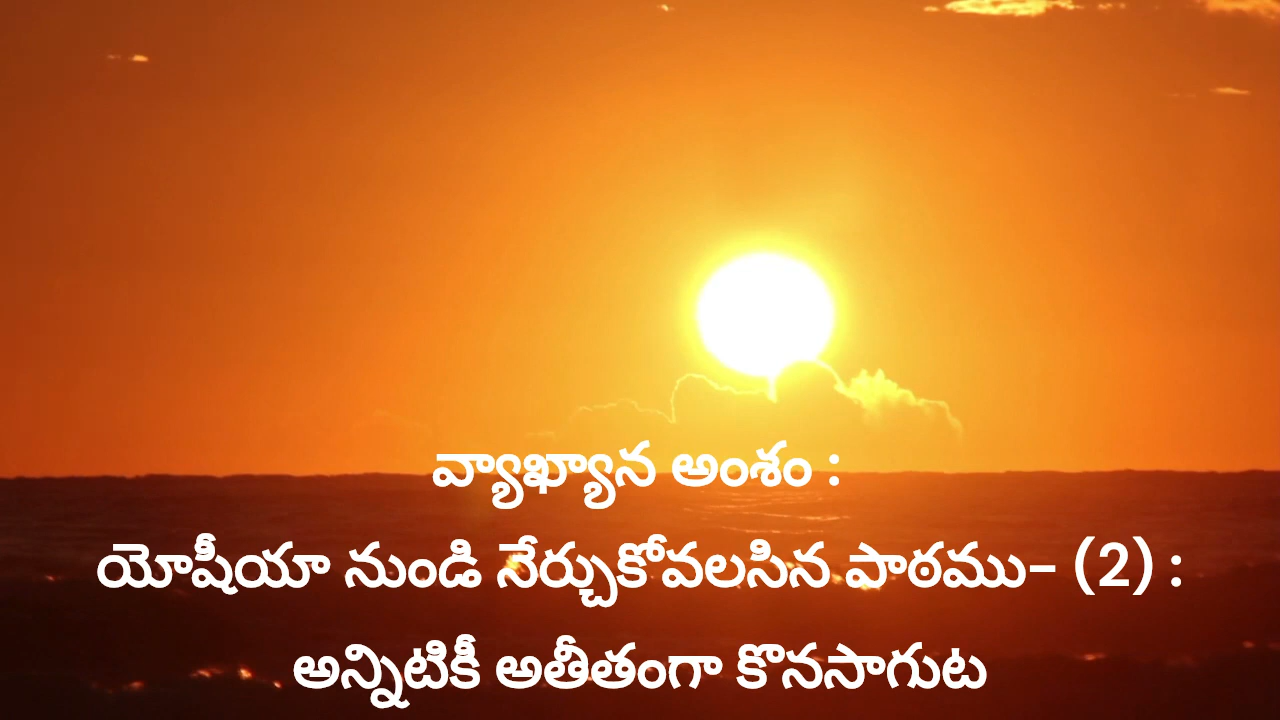 వ్యాఖ్యాన అంశం :
యోషీయా నుండి నేర్చుకోవలసిన పాఠము- (2) :
అన్నిటికీ అతీతంగా కొనసాగుట